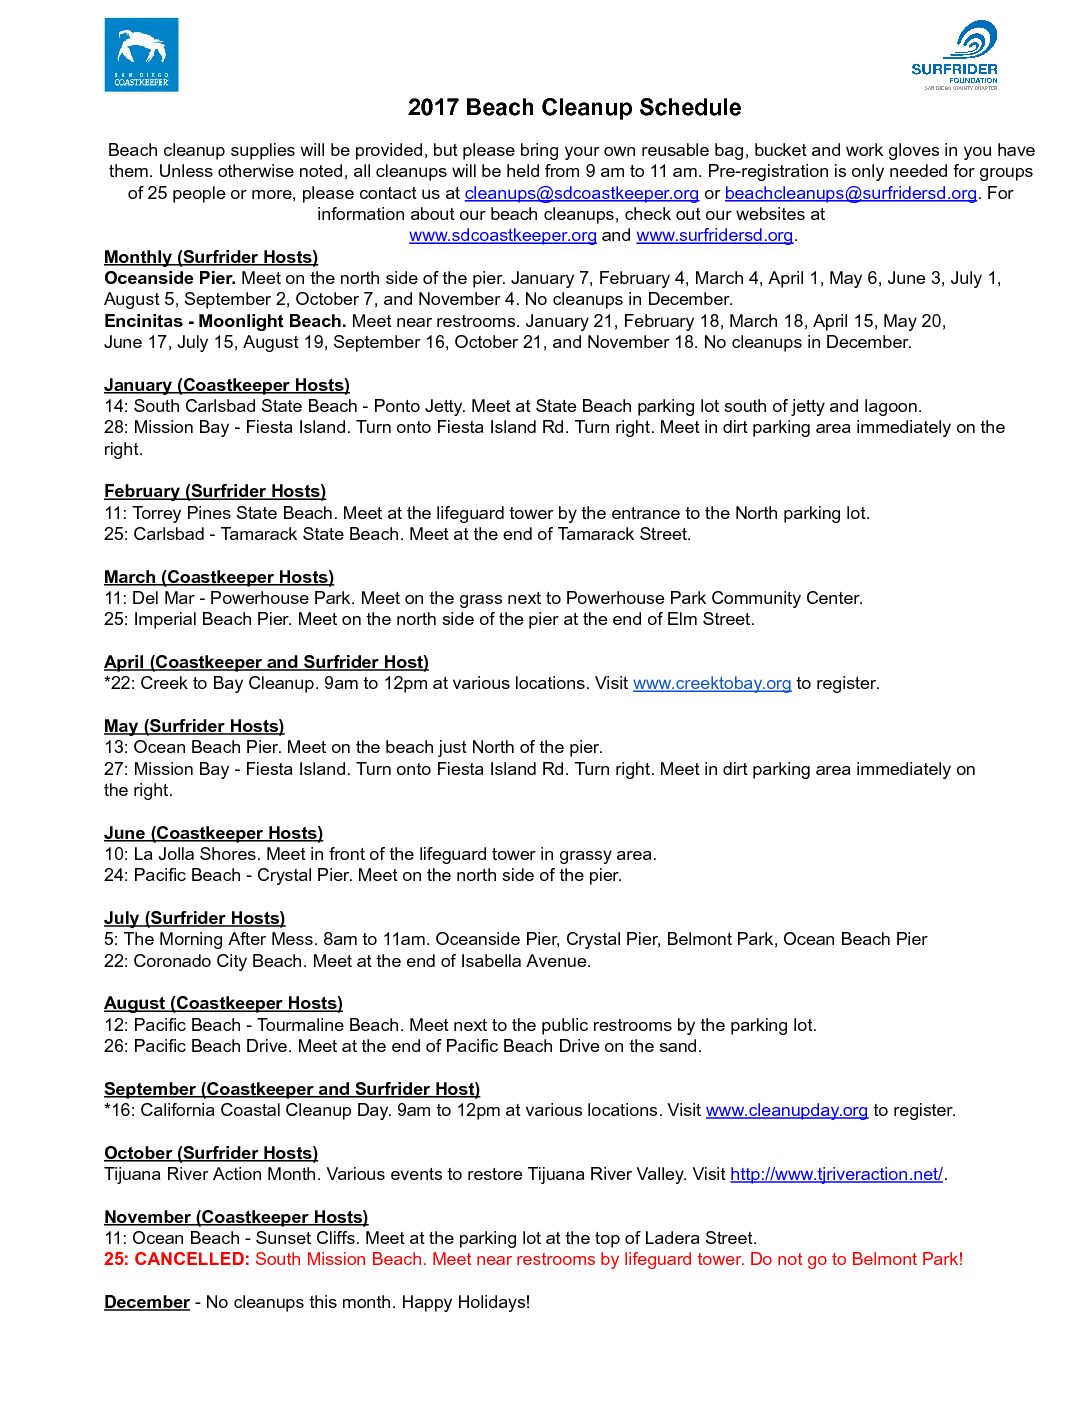 SAN DIEGO
COASTKEEPER
SURFRIDER
FOUNDATION
SAN DIEGO COUNTY CHAPTER
2017 Beach Cleanup Schedule
Beach cleanup supplies will be provided, but please bring your own reusable bag, bucket and work gloves in you have
them. Unless otherwise noted, all cleanups will be held from 9 am to 11 am. Pre-registration is only needed for groups
of 25 people or more, please contact us at cleanups@sdcoastkeeper.org or beachcleanups@surfridersd.org. For
information about our beach cleanups, check out our websites at
www.sdcoastkeeper.org and www.surfridersd.org.
Monthly (Surfrider Hosts)
Oceanside Pier. Meet on the north side of the pier. January 7, February 4, March 4, April 1, May 6, June 3, July 1,
August 5, September 2, October 7, and November 4. No cleanups in December.
Encinitas - Moonlight Beach. Meet near restrooms. January 21, February 18, March 18, April 15, May 20,
June 17, July 15, August 19, September 16, October 21, and November 18. No cleanups in December.
January (Coastkeeper Hosts)
14: South Carlsbad State Beach - Ponto Jetty. Meet at State Beach parking lot south of jetty and lagoon.
28: Mission Bay - Fiesta Island. Turn onto Fiesta Island Rd. Turn right. Meet in dirt parking area immediately on the
right.
February (Surfrider Hosts)
11: Torrey Pines State Beach. Meet at the lifeguard tower by the entrance to the North parking lot.
25: Carlsbad - Tamarack State Beach. Meet at the end of Tamarack Street.
March (Coastkeeper Hosts)
11: Del Mar - Powerhouse Park. Meet on the grass next to Powerhouse Park Community Center.
25: Imperial Beach Pier. Meet on the north side of the pier at the end of Elm Street.
April (Coastkeeper and Surfrider Host)
*22: Creek to Bay Cleanup. 9am to 12pm at various locations. Visit www.creektobay.org to register.
May (Surfrider Hosts)
13: Ocean Beach Pier. Meet on the beach just North of the pier.
27: Mission Bay - Fiesta Island. Turn onto Fiesta Island Rd. Turn right. Meet in dirt parking area immediately on
the right.
June (Coastkeeper Hosts)
10: La Jolla Shores. Meet in front of the lifeguard tower in grassy area.
24: Pacific Beach - Crystal Pier. Meet on the north side of the pier.
July (Surfrider Hosts)
5: The Morning After Mess. 8am to 11am. Oceanside Pier, Crystal Pier, Belmont Park, Ocean Beach Pier
22: Coronado City Beach. Meet at the end of Isabella Avenue.
August (Coastkeeper Hosts)
12: Pacific Beach - Tourmaline Beach. Meet next to the public restrooms by the parking lot.
26: Pacific Beach Drive. Meet at the end of Pacific Beach Drive on the sand.
September (Coastkeeper and Surfrider Host)
*16: California Coastal Cleanup Day. 9am to 12pm at various locations. Visit www.cleanupday.org to register.
October (Surfrider Hosts)
Tijuana River Action Month. Various events to restore Tijuana River Valley. Visit http://www.tjriveraction.net/.
November (Coastkeeper Hosts)
11: Ocean Beach - Sunset Cliffs. Meet at the parking lot at the top of Ladera Street.
25: CANCELLED: South Mission Beach. Meet near restrooms by lifeguard tower. Do not go to Belmont Park!
December - No cleanups this month. Happy Holidays!